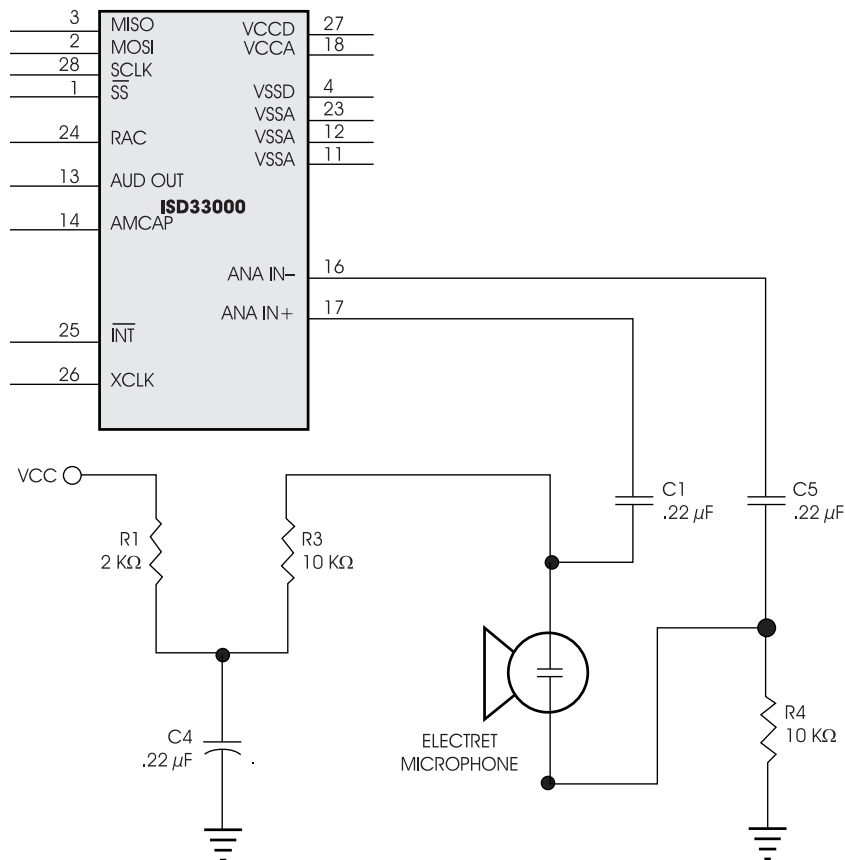 3 MISO
2 MOSI
28 SCLK
1 SS
24 RAC
13 AUD OUT
ISD33000
14 AMCAP
25 INT
26 XCLK
VCCD 27
VCCA 18
VSSD 4
VSSA 23
VSSA 12
VSSA 11
ANA IN– 16
ANA IN+ 17
VCC
R1
2 KΩ
R3
10 KΩ
C1
.22 µF
C5
.22 µF
C4
.22 µF
ELECTRET
MICROPHONE
R4
10 KΩ